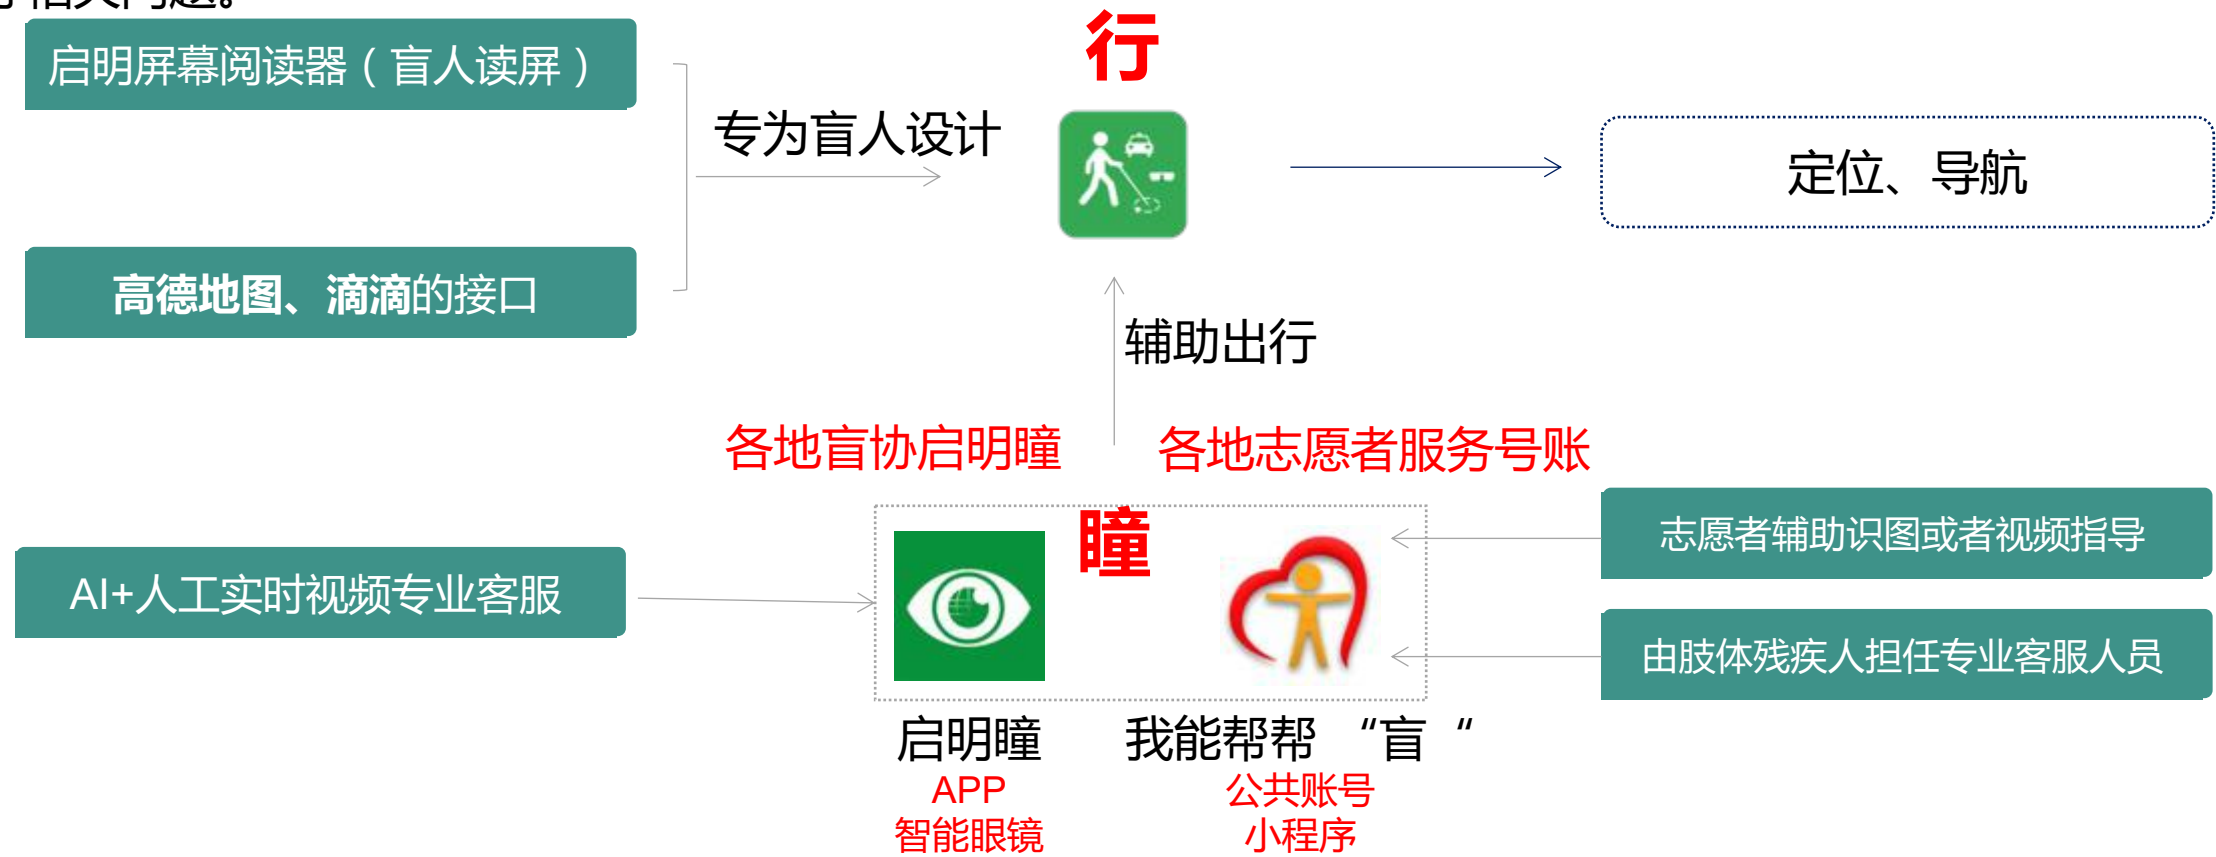 相关问题。
行
启明屏幕阅读器（盲人读屏）
专为盲人设计
定位、导航
高德地图、滴滴的接口
辅助出行
各地盲协启明瞳
各地志愿者服务号账
瞳
志愿者辅助识图或者视频指导
AI+人工实时视频专业客服
由肢体残疾人担任专业客服人员
启明瞳
我能帮帮 “盲“
APP
公共账号
智能眼镜
小程序